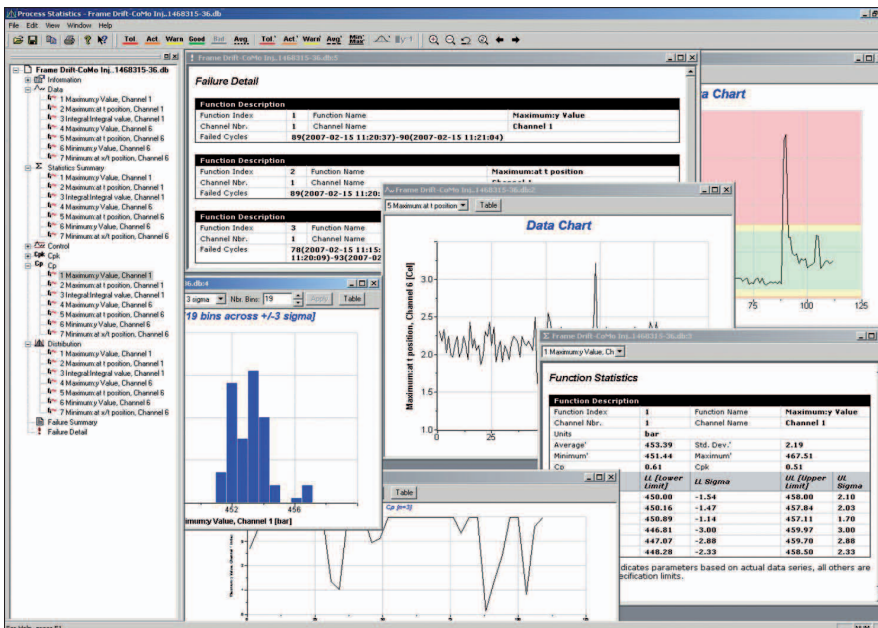 Process Statistics - Frame Drift-CoMo Inj..1468315-36.db
File Edit View Window Help
Tol. Act. Warn Good Bad Avg. Tol.' Act.' Warn' Avg.' Min' Max'
Frame Drift-CoMo Inj..1468315-36.db
Information
Data
1 Maximum:y Value, Channel 1
2 Maximum:at t position, Channel 1
3 Integral:Integral value, Channel 1
4 Maximum:y Value, Channel 6
5 Maximum:at t position, Channel 6
6 Minimum:y Value, Channel 6
7 Minimum:at x/t position, Channel 6
Statistics Summary
1 Maximum:y Value, Channel 1
2 Maximum:at t position, Channel 1
3 Integral:Integral value, Channel 1
4 Maximum:y Value, Channel 6
5 Maximum:at t position, Channel 6
6 Minimum:y Value, Channel 6
7 Minimum:at x/t position, Channel 6
Control
Cpk Cpk
Cp Cp
1 Maximum:y Value, Channel 1
2 Maximum:at t position, Channel 1
3 Integral:Integral value, Channel 1
4 Maximum:y Value, Channel 6
5 Maximum:at t position, Channel 6
6 Minimum:y Value, Channel 6
7 Minimum:at x/t position, Channel 6
Distribution
1 Maximum:y Value, Channel 1
2 Maximum:at t position, Channel 1
3 Integral:Integral value, Channel 1
4 Maximum:y Value, Channel 6
5 Maximum:at t position, Channel 6
6 Minimum:y Value, Channel 6
7 Minimum:at x/t position, Channel 6
Failure Summary
Failure Detail
Frame Drift-CoMo Inj..1468315-36.db:5
Failure Detail
Function Description
Function Index 1 Function Name Maximum:y Value
Channel Nbr. 1 Channel Name Channel 1
Failed Cycles 89(2007-02-15 11:20:37)-90(2007-02-15 11:21:04)
Function Description
Function Index 2 Function Name Maximum:at t position
Channel Nbr. 1 Channel Name Channel 1
Failed Cycles 89(2007-02-15 11:20:
Function Description
Function Index 3 Function Name
Channel Nbr. 1 Channel Name
Failed Cycles 78(2007-02-15 11:15:
11:20:09)-93(2007-02
a Chart
75 100 125
Frame Drift-CoMo Inj..1468315-36.db:2
5 Maximum:at t position Table
Data Chart
Maximum:at t position, Channel 6 [Cel]
3.0
2.5
2.0
1.5
1.0
0 25
36.db:4
3 sigma Nbr. Bins: 19 Apply Table
[19 bins across +/-3 sigma]
452 456
imum:y Value, Channel 1 [bar]
Frame Drift-CoMo Inj..1468315-36.db:3
1 Maximum:y Value, Ch
Function Statistics
Function Description
Function Index 1 Function Name Maximum:y Value
Channel Nbr. 1 Channel Name Channel 1
Units bar
Average' 453.39 Std. Dev.' 2.19
Minimum' 451.44 Maximum' 467.51
Cp 0.61 Cpk 0.51
LL [Lower Limit] LL Sigma UL [Upper Limit] UL Sigma
450.00 -1.54 458.00 2.10
450.16 -1.47 457.84 2.03
450.89 -1.14 457.11 1.70
446.81 -3.00 459.97 3.00
447.07 -2.88 459.70 2.88
448.28 -2.33 458.50 2.33
dicates parameters based on actual data series, all others are
ecification limits.
Table
Cp [n=3]